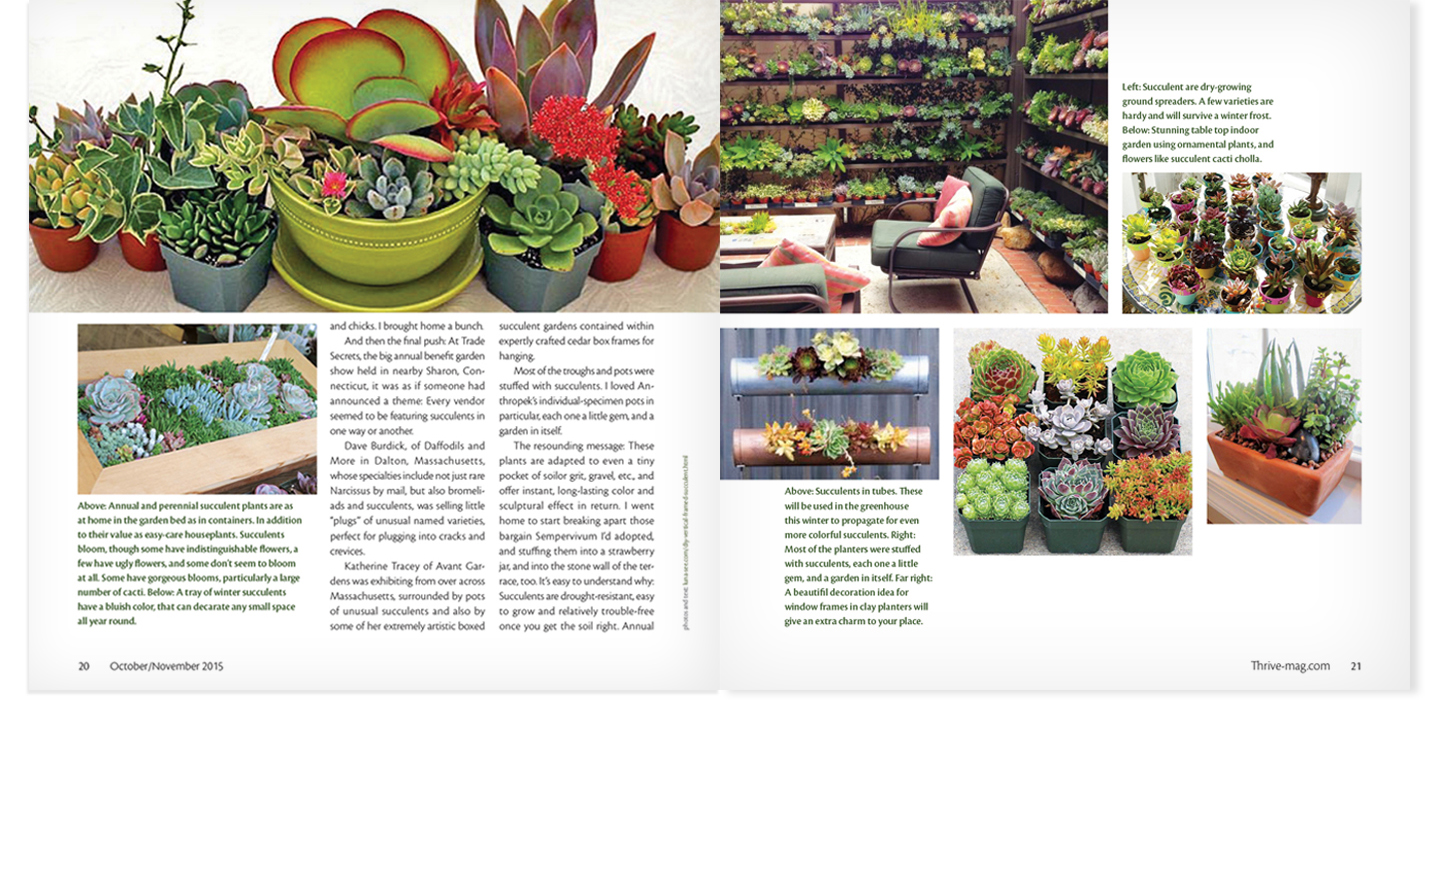 and chicks. I brought home a bunch.
And then the final push: At Trade
Secrets, the big annual benefit garden
show held in nearby Sharon, Con-
necticut, it was as if someone had
announced a theme: Every vendor
seemed to be featuring succulents in
one way or another.
Dave Burdick, of Daffodils and
More in Dalton, Massachusetts,
whose specialties include not just rare
Narcissus by mail, but also bromeli-
ads and succulents, was selling little
"plugs" of unusual named varieties,
perfect for plugging into cracks and
crevices.
Katherine Tracey of Avant Gar-
dens was exhibiting from over across
Massachusetts, surrounded by pots
of unusual succulents and also by
some of her extremely artistic boxed
succulent gardens contained within
expertly crafted cedar box frames for
hanging.
Most of the troughs and pots were
stuffed with succulents. I loved An-
thropek's individual-specimen pots in
particular, each one a little gem, and a
garden in itself.
The resounding message: These
plants are adapted to even a tiny
pocket of soilor grit, gravel, etc., and
offer instant, long-lasting color and
sculptural effect in return. I went
home to start breaking apart those
bargain Sempervivum I'd adopted,
and stuffing them into a strawberry
jar, and into the stone wall of the ter-
race, too. It's easy to understand why:
Succulents are drought-resistant, easy
to grow and relatively trouble-free
once you get the soil right. Annual
Above: Annual and perennial succulent plants are as
at home in the garden bed as in containers. In addition
to their value as easy-care houseplants. Succulents
bloom, though some have indistinguishable flowers, a
few have ugly flowers, and some don't seem to bloom
at all. Some have gorgeous blooms, particularly a large
number of cacti. Below: A tray of winter succulents
have a bluish color, that can decarate any small space
all year round.
20 October/November 2015
Left: Succulent are dry-growing
ground spreaders. A few varieties are
hardy and will survive a winter frost.
Below: Stunning table top indoor
garden using ornamental plants, and
flowers like succulent cacti cholla.
Above: Succulents in tubes. These
will be used in the greenhouse
this winter to propagate for even
more colorful succulents. Right:
Most of the planters were stuffed
with succulents, each one a little
gem, and a garden in itself. Far right:
A beautifil decoration idea for
window frames in clay planters will
give an extra charm to your place.
Thrive-mag.com 21